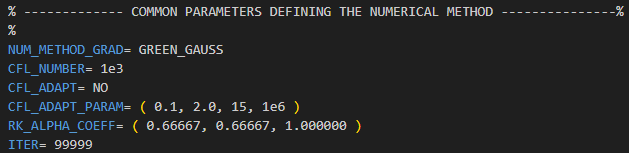 % ------------- COMMON PARAMETERS DEFINING THE NUMERICAL METHOD ---------------%
%
NUM_METHOD_GRAD= GREEN_GAUSS
CFL_NUMBER= 1e3
CFL_ADAPT= NO
CFL_ADAPT_PARAM= ( 0.1, 2.0, 15, 1e6 )
RK_ALPHA_COEFF= ( 0.66667, 0.66667, 1.000000 )
ITER= 99999